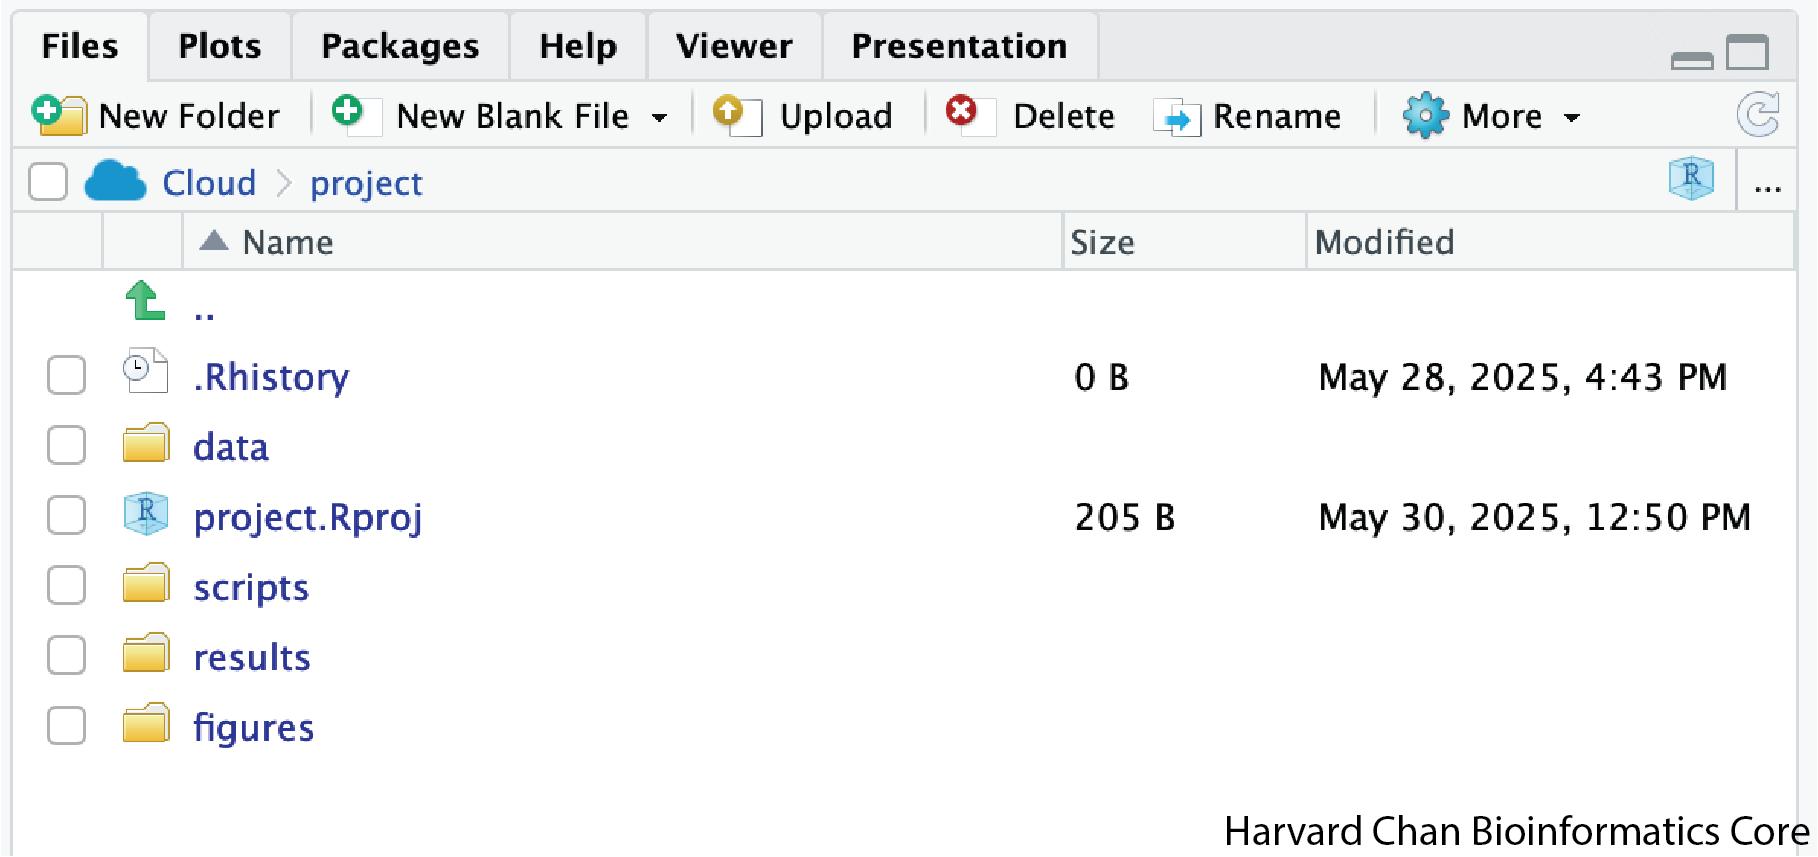 Files Plots Packages Help Viewer Presentation
New Folder New Blank File Upload Delete Rename More
Cloud project R ...
Name Size Modified
..
.Rhistory 0 B May 28, 2025, 4:43 PM
data
R project.Rproj 205 B May 30, 2025, 12:50 PM
scripts
results
figures
Harvard Chan Bioinformatics Core